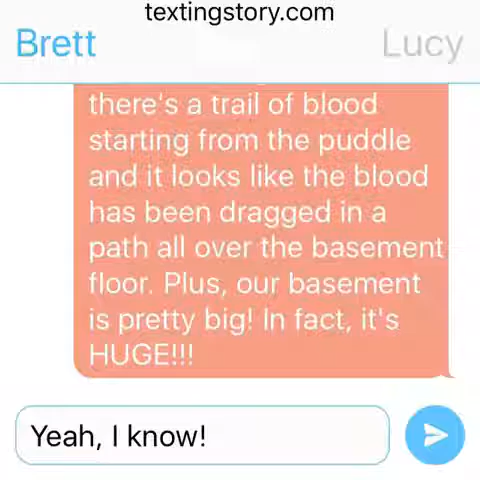 textingstory.com
Brett
Lucy
there's a trail of blood
starting from the puddle
and it looks like the blood
has been dragged in a
path all over the basement
floor. Plus, our basement
is pretty big! In fact, it's
HUGE!!!
Yeah, I know!